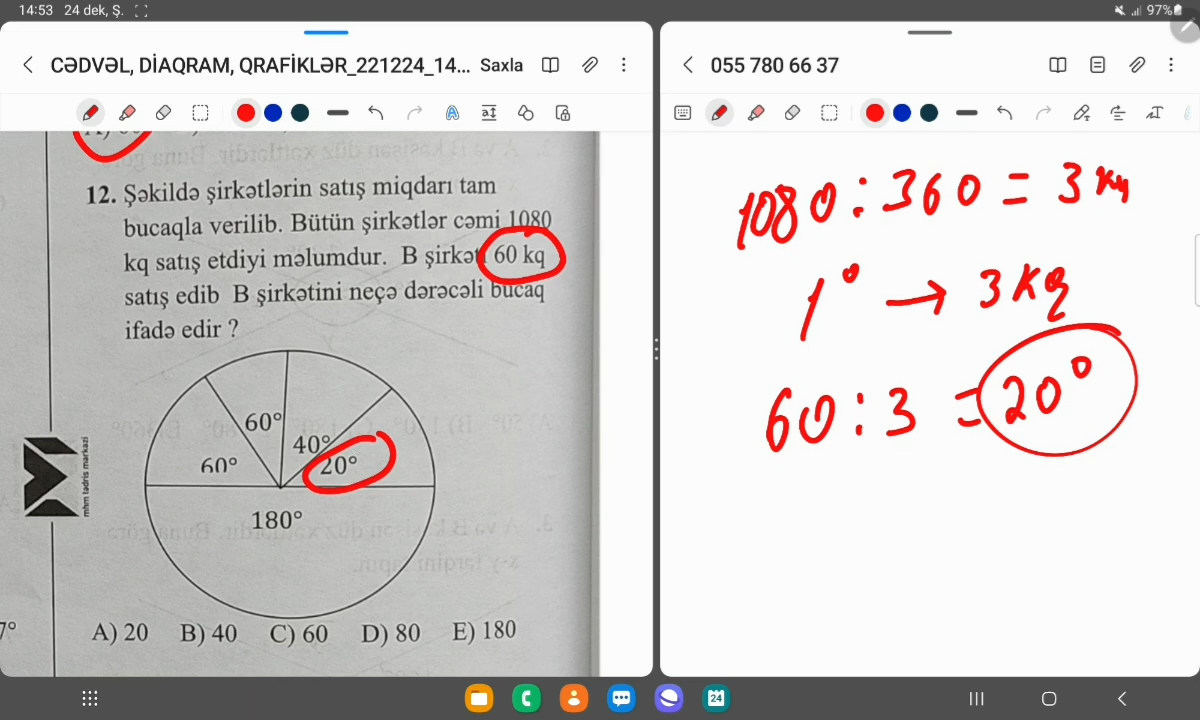 14:53 24 dek, Ş. 97%
CƏDVƏL, DİAQRAM, QRAFİKLƏR_221224_14... Saxla
055 780 66 37
12. Şəkildə şirkətlərin satış miqdarı tam
bucaqla verilib. Bütün şirkətlər cəmi 1080
kq satış etdiyi məlumdur. B şirkət 60 kq
satış edib B şirkətini neçə dərəcəli bucaq
ifadə edir ?
60°
40°
60°
20°
180°
mhm tədris mərkəzi
7°
A) 20 B) 40 C) 60 D) 80 E) 180
1080 : 360 = 3 kq
1° → 3 kq
60 : 3 = 20°
24